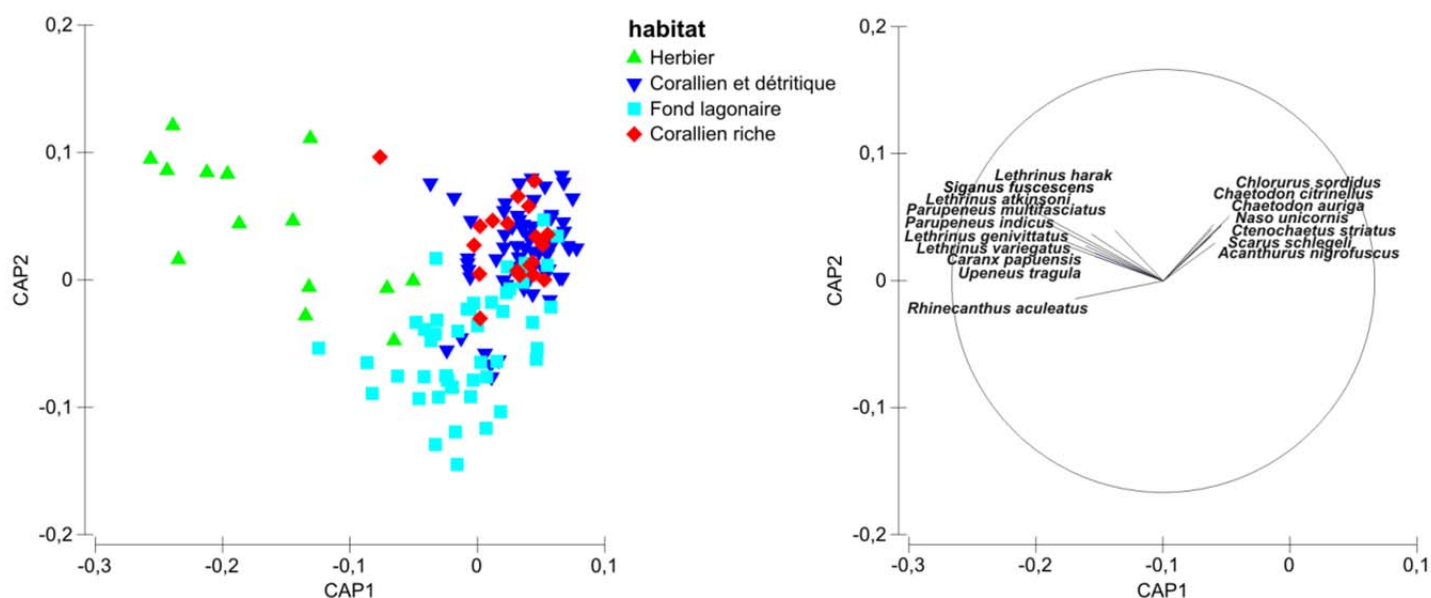 0,2
0,1
0
-0,1
-0,2
CAP2
-0,3
-0,2
-0,1
0
0,1
CAP1
habitat
Herbier
Corallien et détritique
Fond lagonaire
Corallien riche
0,2
0,1
0
-0,1
-0,2
CAP2
Lethrinus harak
Siganus fuscescens
Lethrinus atkinsoni
Parupeneus multifasciatus
Parupeneus indicus
Lethrinus genivittatus
Lethrinus variegatus
Caranx papuensis
Upeneus tragula
Rhinecanthus aculeatus
Chlorurus sordidus
Chaetodon citrinellus
Chaetodon auriga
Naso unicornis
Ctenochaetus striatus
Scarus schlegeli
Acanthurus nigrofuscus
-0,3
-0,2
-0,1
0
0,1
CAP1